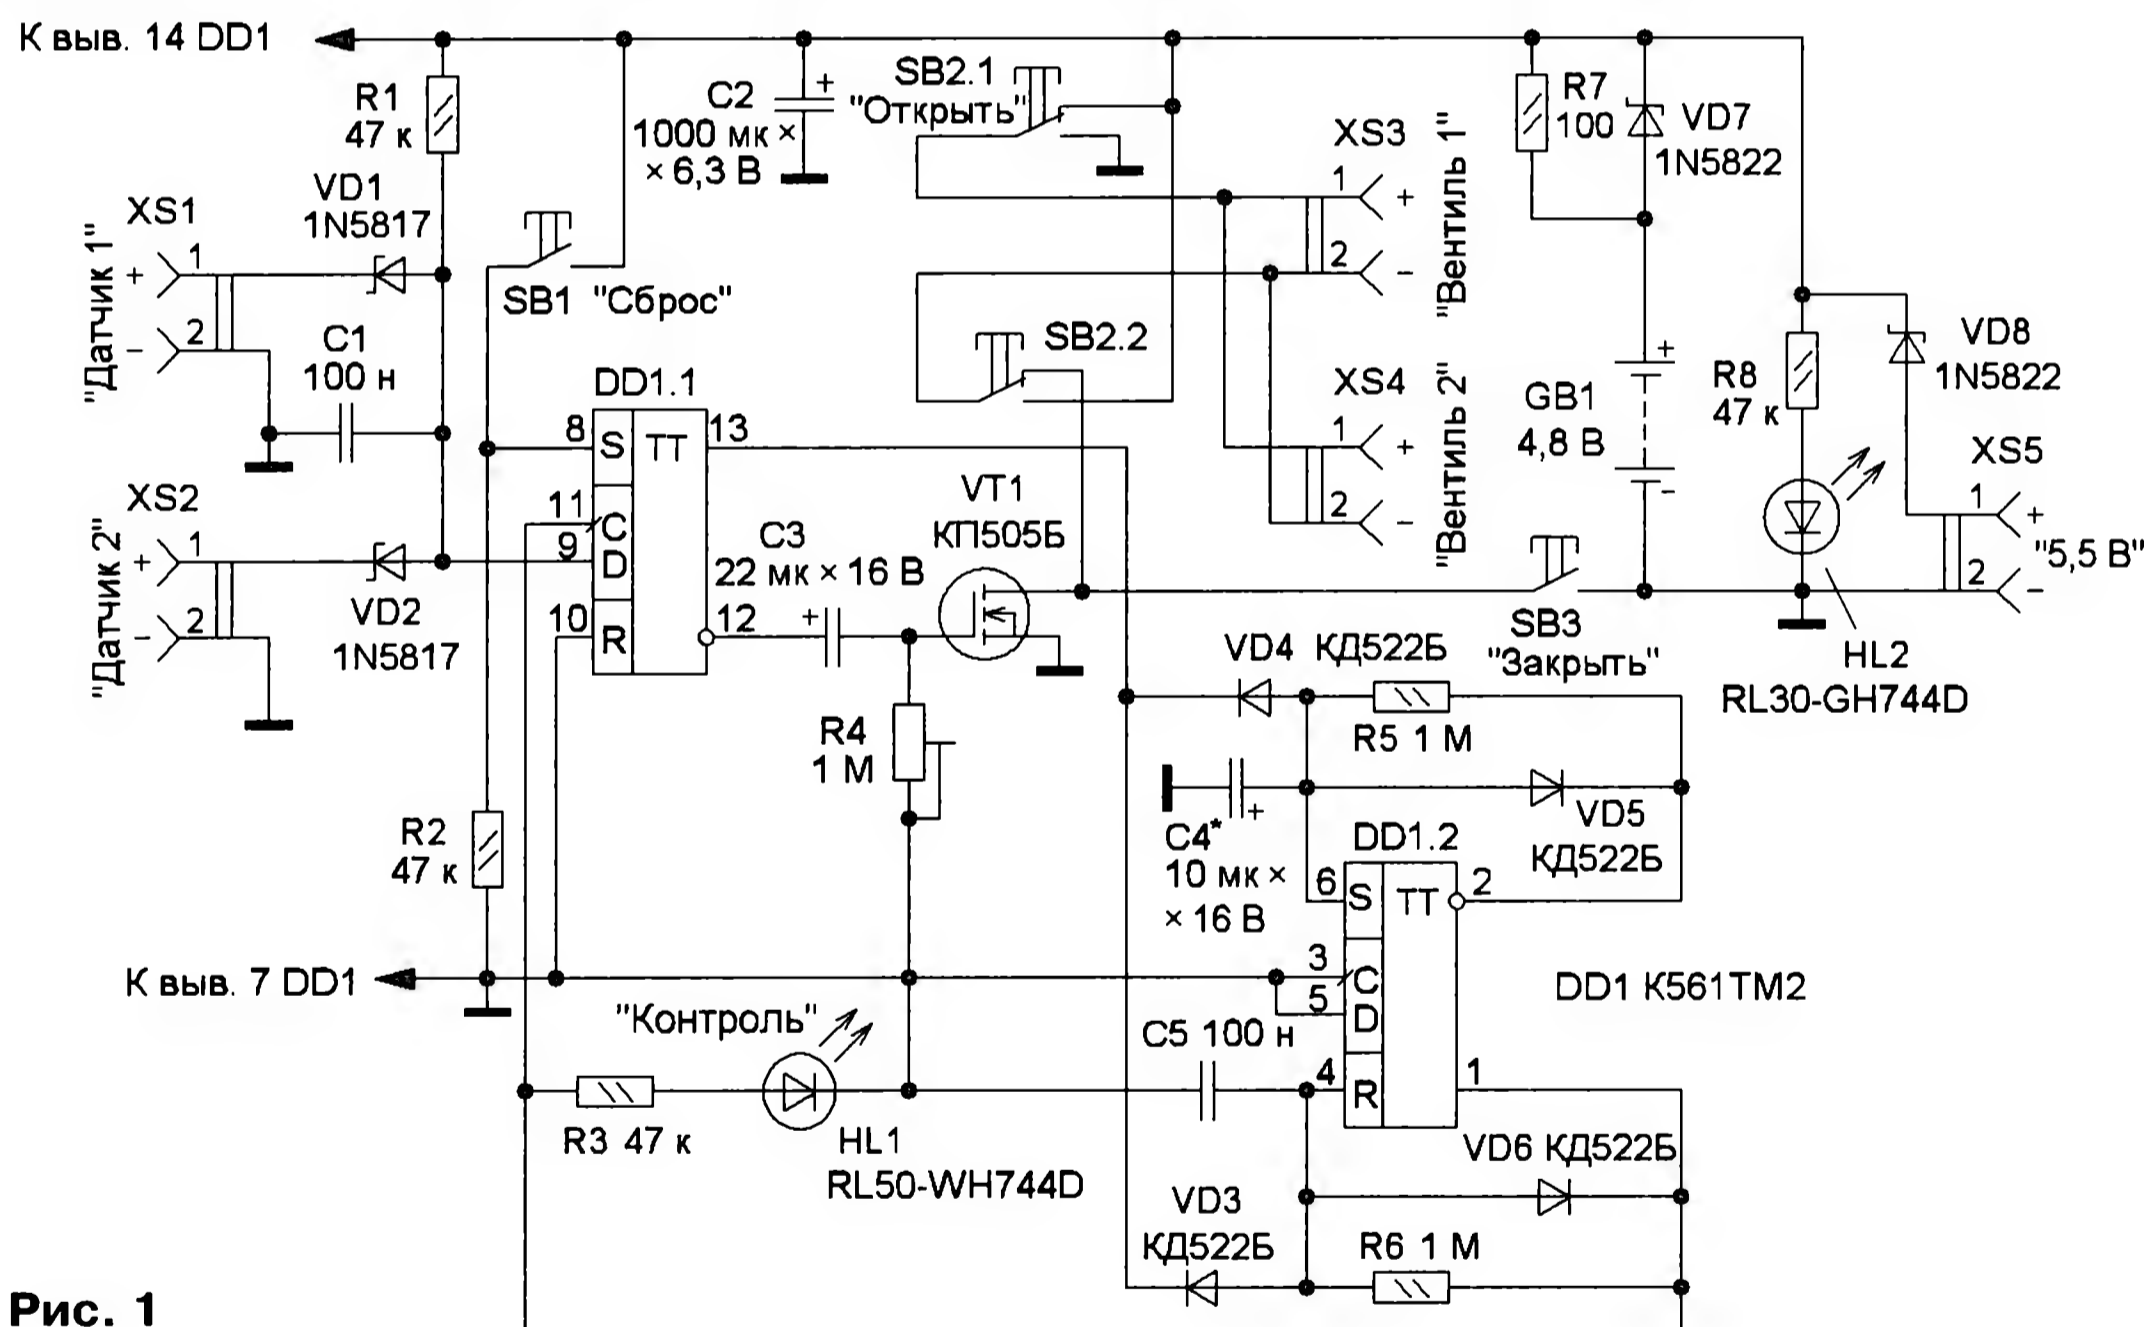 К выв. 14 DD1
R1
47 к
C2
1000 мк ×
× 6,3 В
+
SB2.1
"Открыть"
XS3
1
+
2
−
"Вентиль 1"
R7
100
VD7
1N5822
VD1
1N5817
XS1
"Датчик 1"
+
1
−
2
C1
100 н
SB1 "Сброс"
SB2.2
XS4
1
+
2
−
"Вентиль 2"
GB1
4,8 В
+
−
R8
47 к
VD8
1N5822
XS5
1
+
"5,5 В"
2
−
DD1.1
8
S
TT
13
11
C
9
D
10
R
12
XS2
"Датчик 2"
+
1
−
2
VD2
1N5817
C3
22 мк × 16 В
+
VT1
КП505Б
SB3
"Закрыть"
HL2
RL30-GH744D
VD4 КД522Б
R5 1 М
R4
1 М
C4*
10 мк ×
× 16 В
+
VD5
КД522Б
R2
47 к
DD1.2
6
S
TT
2
3
C
5
D
4
R
1
DD1 К561ТМ2
К выв. 7 DD1
"Контроль"
C5 100 н
R3 47 к
HL1
RL50-WH744D
VD6 КД522Б
VD3
КД522Б
R6 1 М
Рис. 1